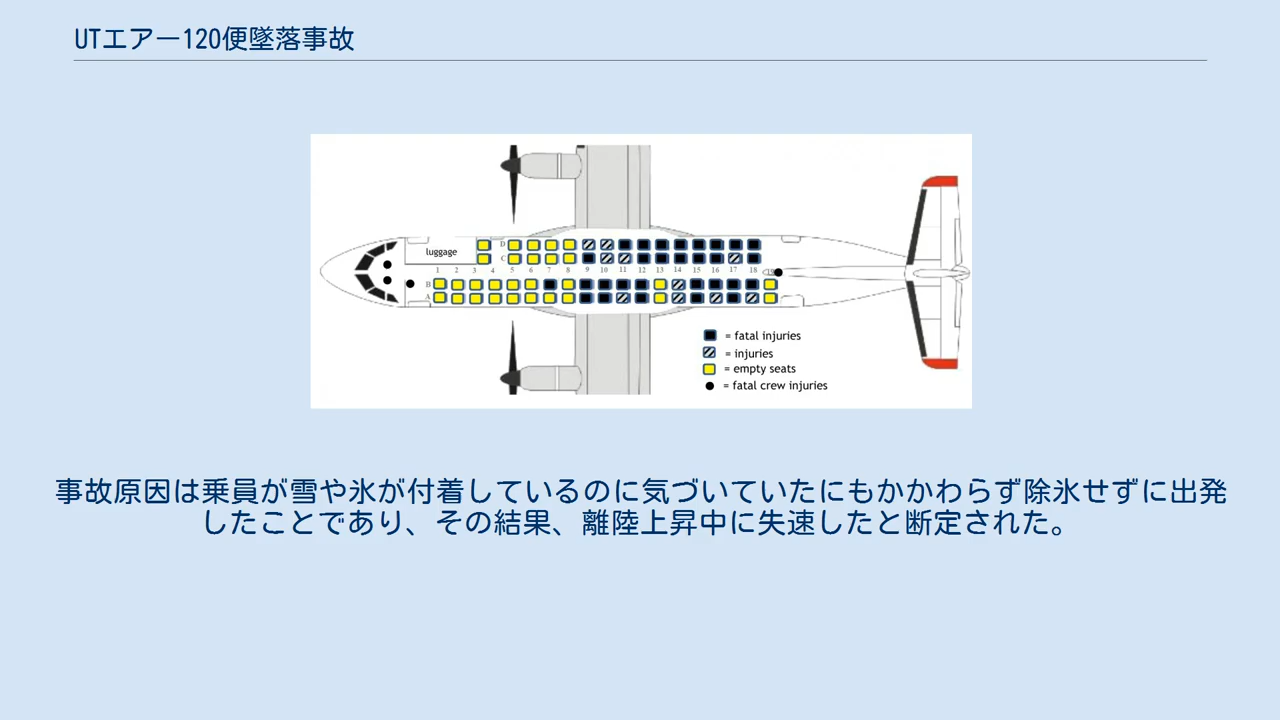 UTエアー120便墜落事故
luggage
D
C
1 2 3 4 5 6 7 8 9 10 11 12 13 14 15 16 17 18 19
B
A
= fatal injuries
= injuries
= empty seats
= fatal crew injuries
事故原因は乗員が雪や氷が付着しているのに気づいていたにもかかわらず除氷せずに出発
したことであり、その結果、離陸上昇中に失速したと断定された。